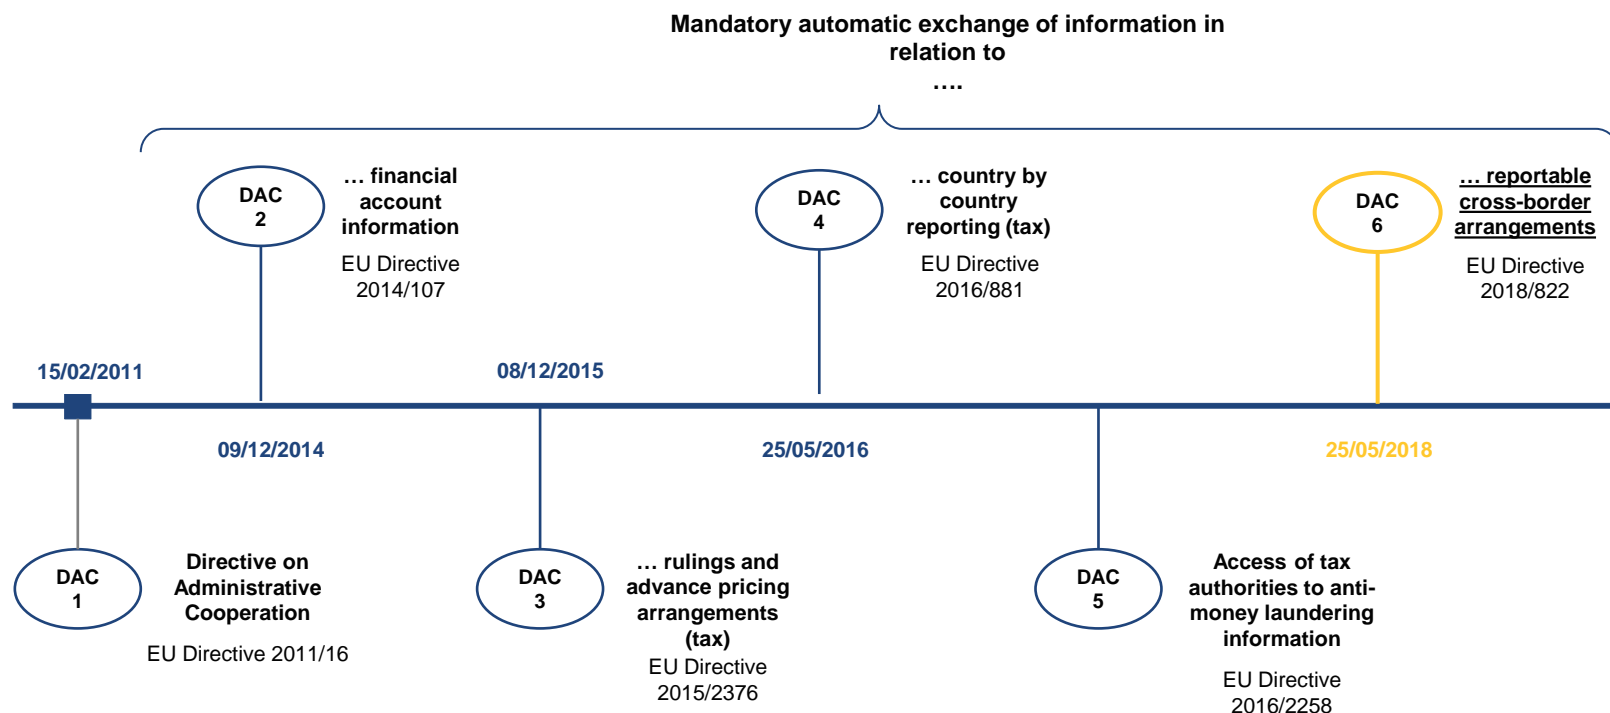 Mandatory automatic exchange of information in
relation to
….
DAC
2
… financial
account
information
EU Directive
2014/107
DAC
4
… country by
country
reporting (tax)
EU Directive
2016/881
DAC
6
… reportable
cross-border
arrangements
EU Directive
2018/822
15/02/2011
08/12/2015
09/12/2014
25/05/2016
25/05/2018
DAC
1
Directive on
Administrative
Cooperation
EU Directive 2011/16
DAC
3
… rulings and
advance pricing
arrangements
(tax)
EU Directive
2015/2376
DAC
5
Access of tax
authorities to anti-
money laundering
information
EU Directive
2016/2258